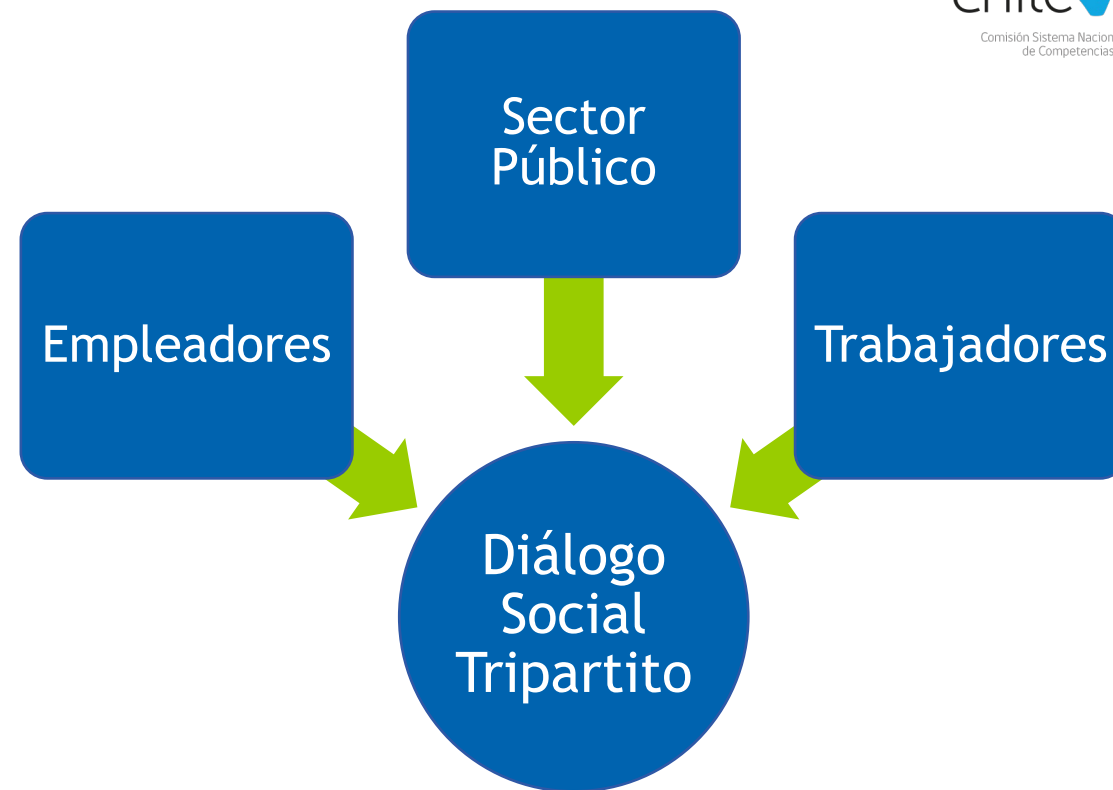 Comisión Sistema Nacion
de Competencias
Sector
Público
Empleadores
Trabajadores
Diálogo
Social
Tripartito